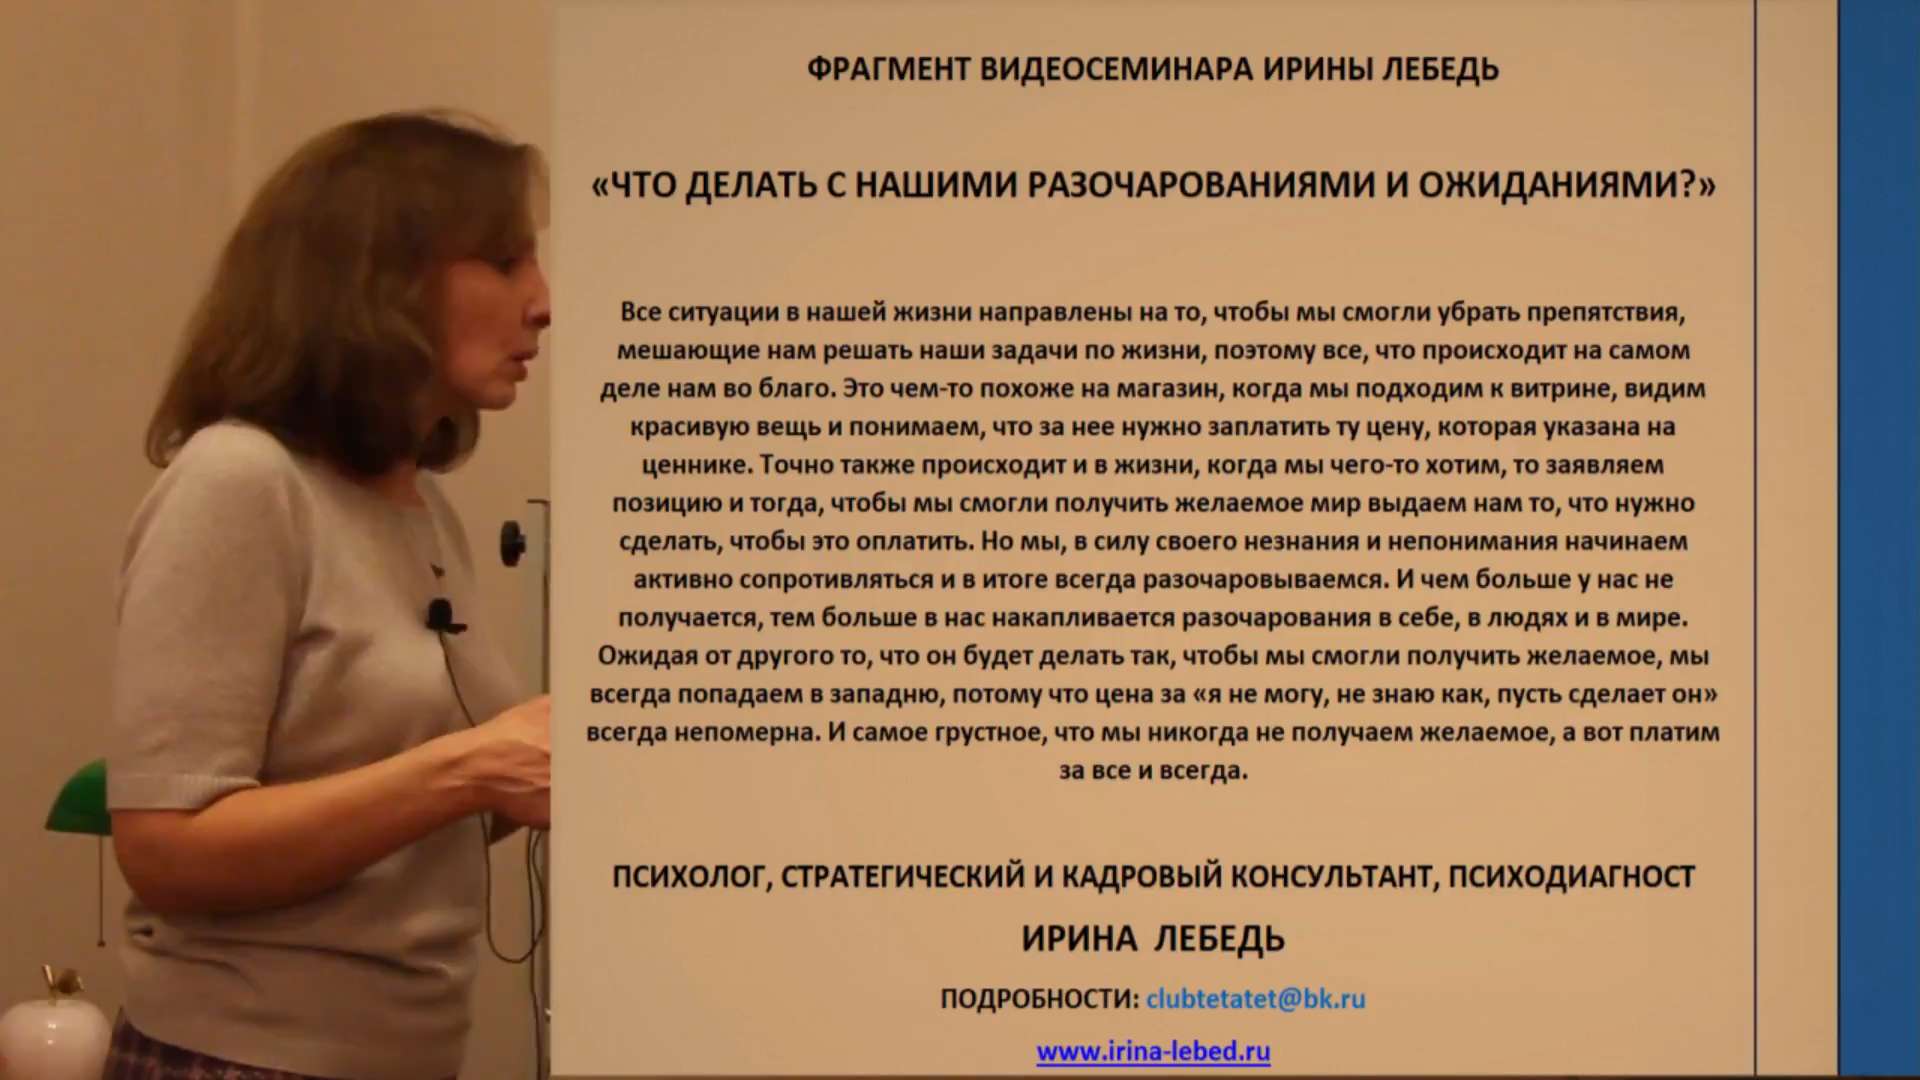 ФРАГМЕНТ ВИДЕОСЕМИНАРА ИРИНЫ ЛЕБЕДЬ
«ЧТО ДЕЛАТЬ С НАШИМИ РАЗОЧАРОВАНИЯМИ И ОЖИДАНИЯМИ?»
Все ситуации в нашей жизни направлены на то, чтобы мы смогли убрать препятствия,
мешающие нам решать наши задачи по жизни, поэтому все, что происходит на самом
деле нам во благо. Это чем-то похоже на магазин, когда мы подходим к витрине, видим
красивую вещь и понимаем, что за нее нужно заплатить ту цену, которая указана на
ценнике. Точно также происходит и в жизни, когда мы чего-то хотим, то заявляем
позицию и тогда, чтобы мы смогли получить желаемое мир выдаем нам то, что нужно
сделать, чтобы это оплатить. Но мы, в силу своего незнания и непонимания начинаем
активно сопротивляться и в итоге всегда разочаровываемся. И чем больше у нас не
получается, тем больше в нас накапливается разочарования в себе, в людях и в мире.
Ожидая от другого то, что он будет делать так, чтобы мы смогли получить желаемое, мы
всегда попадаем в западню, потому что цена за «я не могу, не знаю как, пусть сделает он»
всегда непомерна. И самое грустное, что мы никогда не получаем желаемое, а вот платим
за все и всегда.
ПСИХОЛОГ, СТРАТЕГИЧЕСКИЙ И КАДРОВЫЙ КОНСУЛЬТАНТ, ПСИХОДИАГНОСТ
ИРИНА ЛЕБЕДЬ
ПОДРОБНОСТИ: clubtetatet@bk.ru
www.irina-lebed.ru